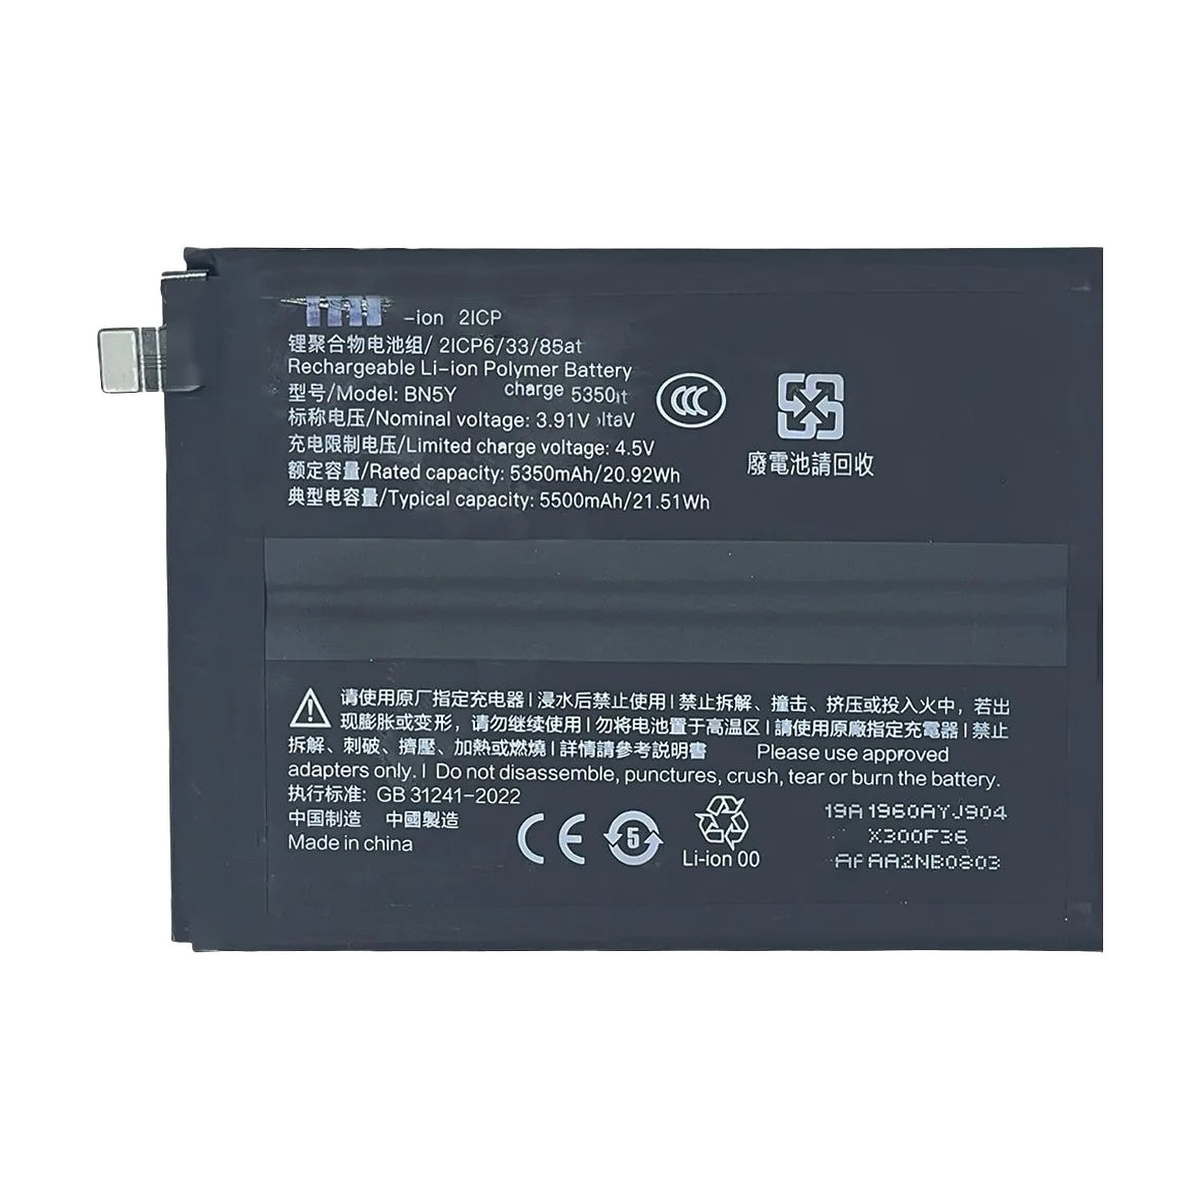 -ion 2ICP
锂聚合物电池组/ 2ICP6/33/85at
Rechargeable Li-ion Polymer Battery
型号/Model: BN5Y charge 5350
标称电压/Nominal voltage: 3.91V ltaV
充电限制电压/Limited charge voltage: 4.5V
额定容量/Rated capacity: 5350mAh/20.92Wh
典型电容量/Typical capacity: 5500mAh/21.51Wh
廢電池請回收
请使用原厂指定充电器 | 浸水后禁止使用 | 禁止拆解、撞击、挤压或投入火中，若出
现膨胀或变形，请勿继续使用 | 勿将电池置于高温区 | 請使用原廠指定充電器 | 禁止
拆解、刺破、擠壓、加熱或燃燒 | 詳情請參考説明書 Please use approved
adapters only. | Do not disassemble, punctures, crush, tear or burn the battery.
执行标准: GB 31241-2022
中国制造 中國製造
Made in china
CE
5
Li-ion 00
19A1960AYJ904
X300F36
AFAA2NB0803